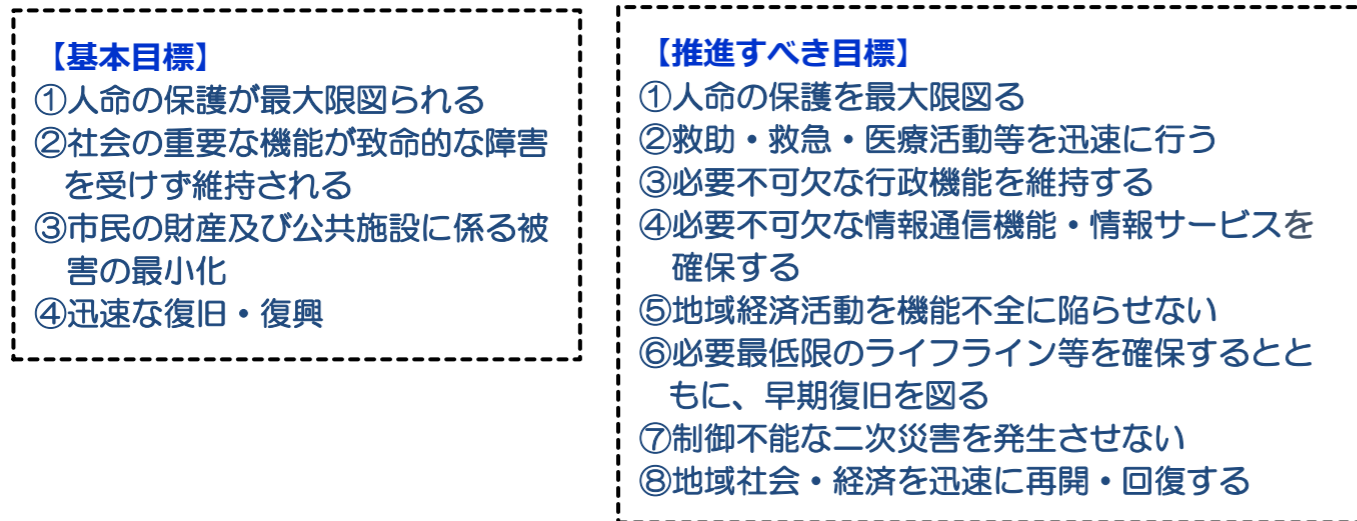 【基本目標】
①人命の保護が最大限図られる
②社会の重要な機能が致命的な障害
を受けず維持される
③市民の財産及び公共施設に係る被
害の最小化
④迅速な復旧・復興
【推進すべき目標】
①人命の保護を最大限図る
②救助・救急・医療活動等を迅速に行う
③必要不可欠な行政機能を維持する
④必要不可欠な情報通信機能・情報サービスを
確保する
⑤地域経済活動を機能不全に陥らせない
⑥必要最低限のライフライン等を確保するとと
もに、早期復旧を図る
⑦制御不能な二次災害を発生させない
⑧地域社会・経済を迅速に再開・回復する